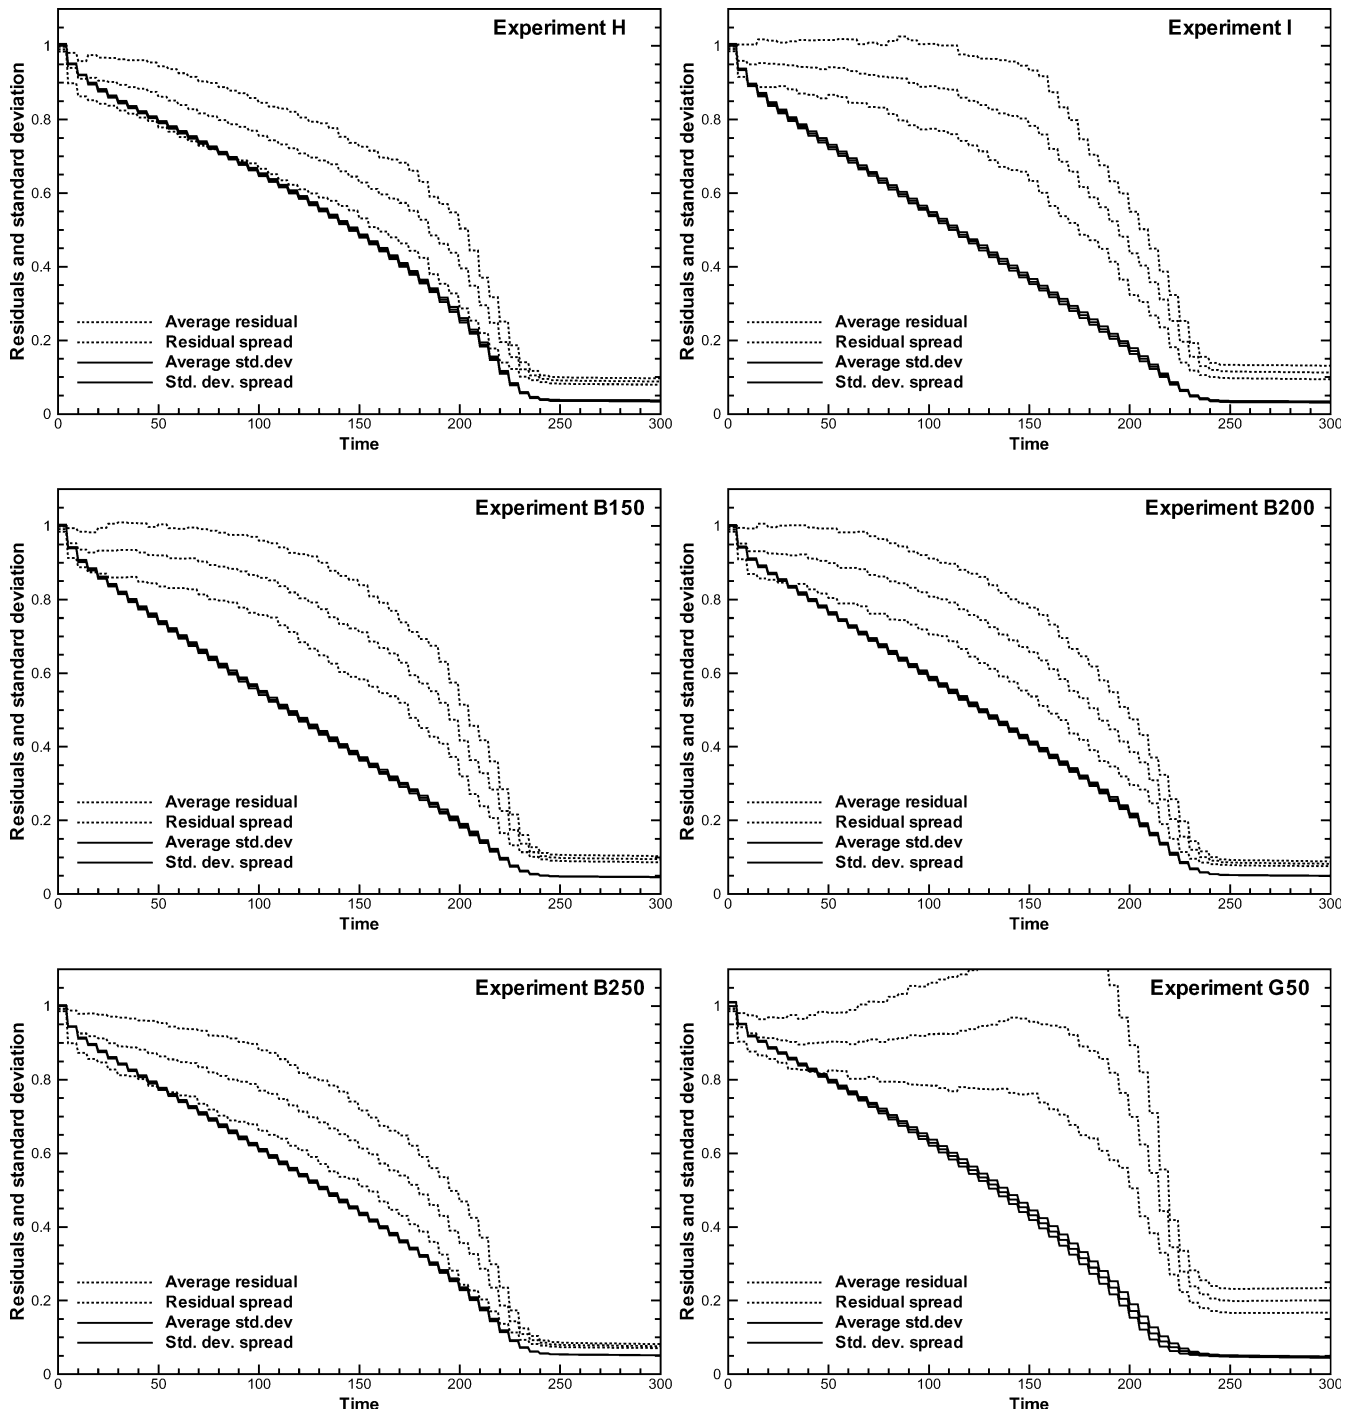 Experiment H
Residuals and standard deviation
1
0.8
0.6
0.4
0.2
0
Average residual
Residual spread
Average std.dev
Std. dev. spread
0 50 100 150 200 250 300
Time
Experiment I
Residuals and standard deviation
1
0.8
0.6
0.4
0.2
0
Average residual
Residual spread
Average std.dev
Std. dev. spread
0 50 100 150 200 250 300
Time
Experiment B150
Residuals and standard deviation
1
0.8
0.6
0.4
0.2
0
Average residual
Residual spread
Average std.dev
Std. dev. spread
0 50 100 150 200 250 300
Time
Experiment B200
Residuals and standard deviation
1
0.8
0.6
0.4
0.2
0
Average residual
Residual spread
Average std.dev
Std. dev. spread
0 50 100 150 200 250 300
Time
Experiment B250
Residuals and standard deviation
1
0.8
0.6
0.4
0.2
0
Average residual
Residual spread
Average std.dev
Std. dev. spread
0 50 100 150 200 250 300
Time
Experiment G50
Residuals and standard deviation
1
0.8
0.6
0.4
0.2
0
Average residual
Residual spread
Average std.dev
Std. dev. spread
0 50 100 150 200 250 300
Time